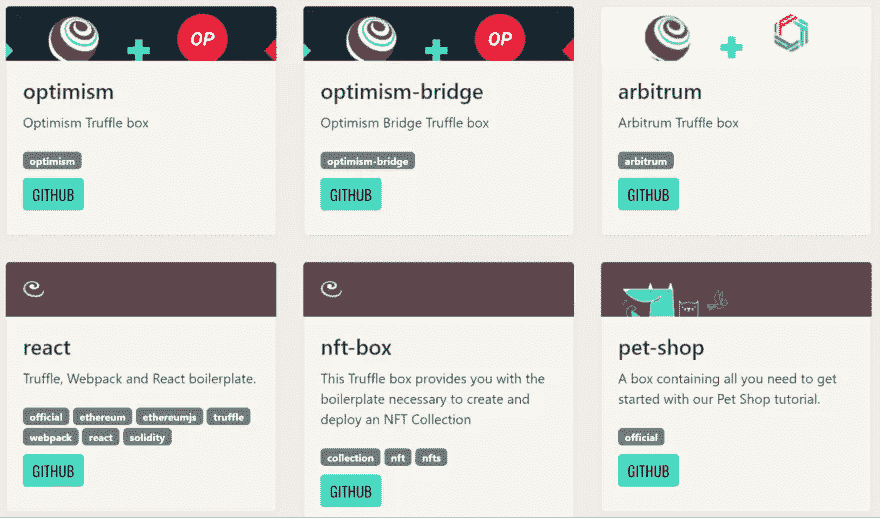 OP
OP
optimism
Optimism Truffle box
optimism
GITHUB
optimism-bridge
Optimism Bridge Truffle box
optimism-bridge
GITHUB
arbitrum
Arbitrum Truffle box
arbitrum
GITHUB
react
Truffle, Webpack and React boilerplate.
official ethereum ethereumjs truffle
webpack react solidity
GITHUB
nft-box
This Truffle box provides you with the
boilerplate necessary to create and
deploy an NFT Collection
collection nft nfts
GITHUB
pet-shop
A box containing all you need to get
started with our Pet Shop tutorial.
official
GITHUB